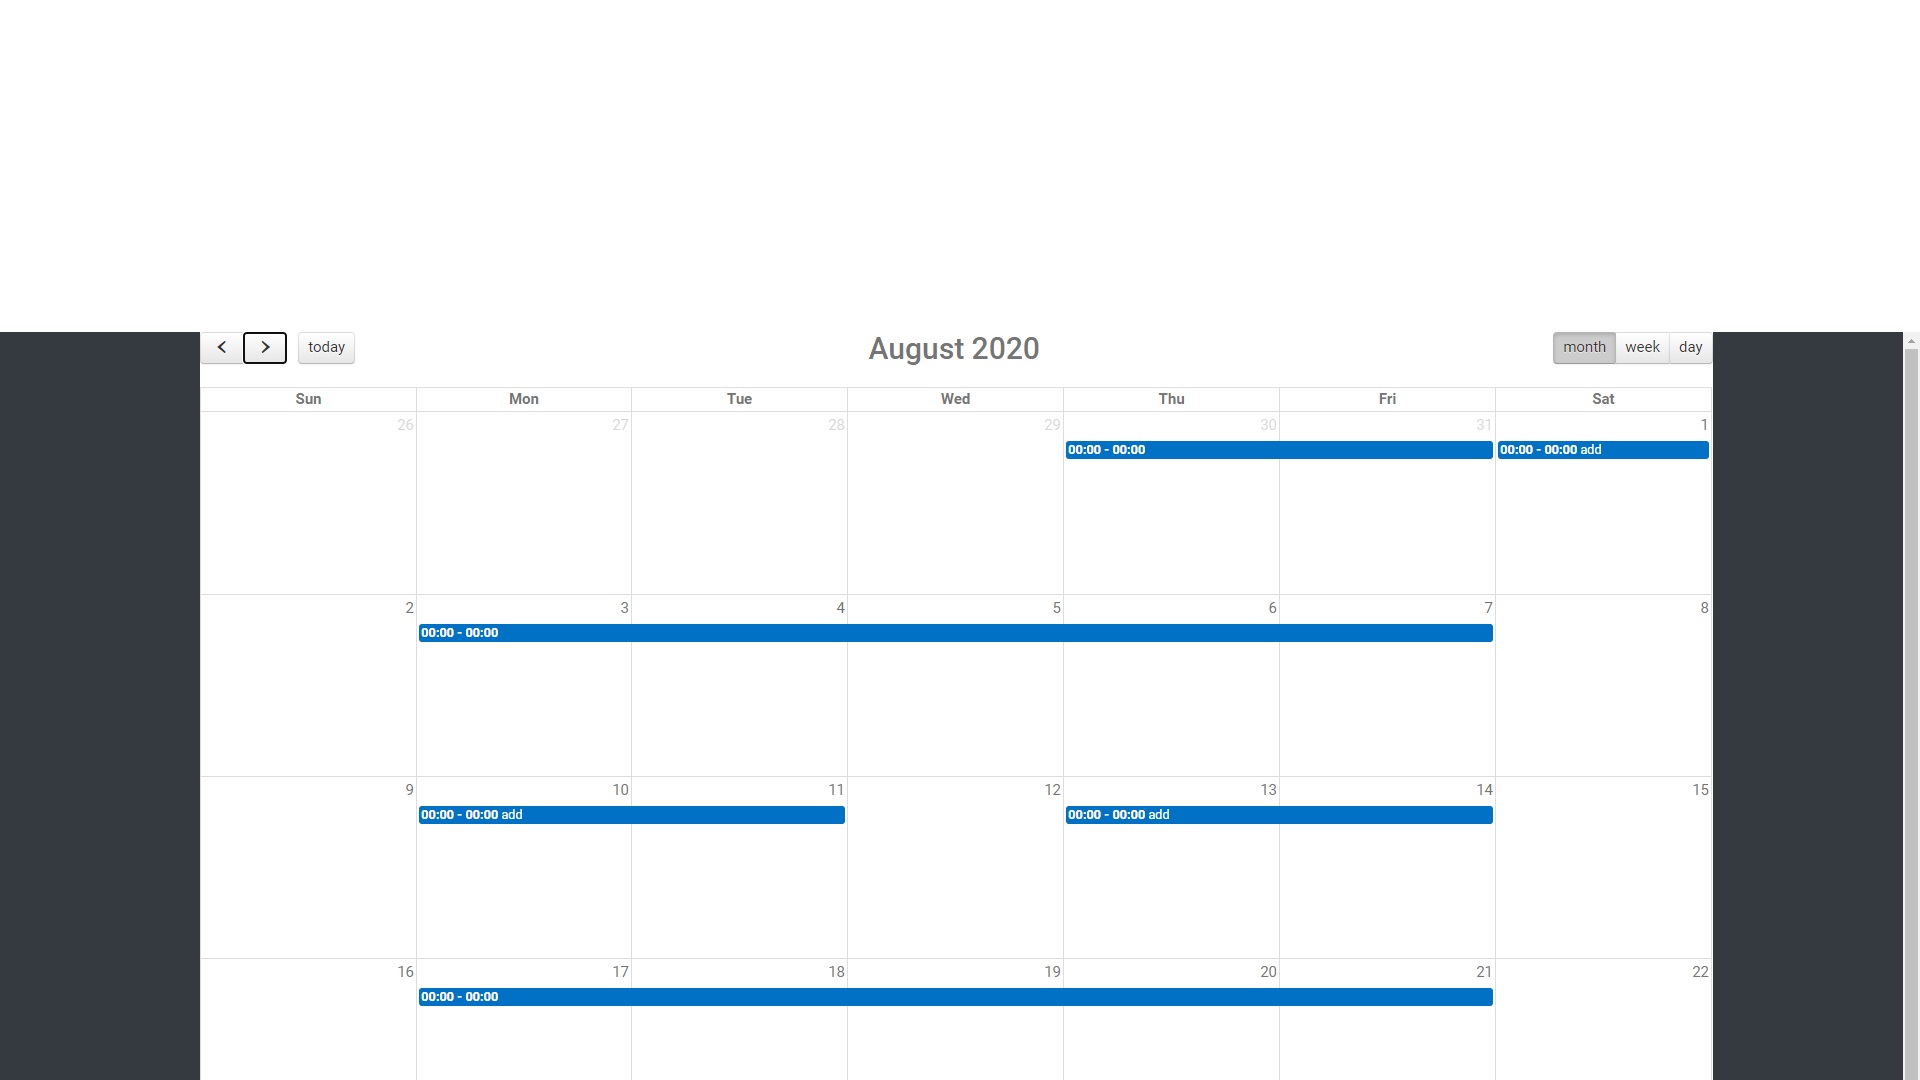 < > today August 2020 month week day
Sun Mon Tue Wed Thu Fri Sat
26 27 28 29 30 31 1
00:00 - 00:00 00:00 - 00:00 add
2 3 4 5 6 7 8
00:00 - 00:00
9 10 11 12 13 14 15
00:00 - 00:00 add 00:00 - 00:00 add
16 17 18 19 20 21 22
00:00 - 00:00